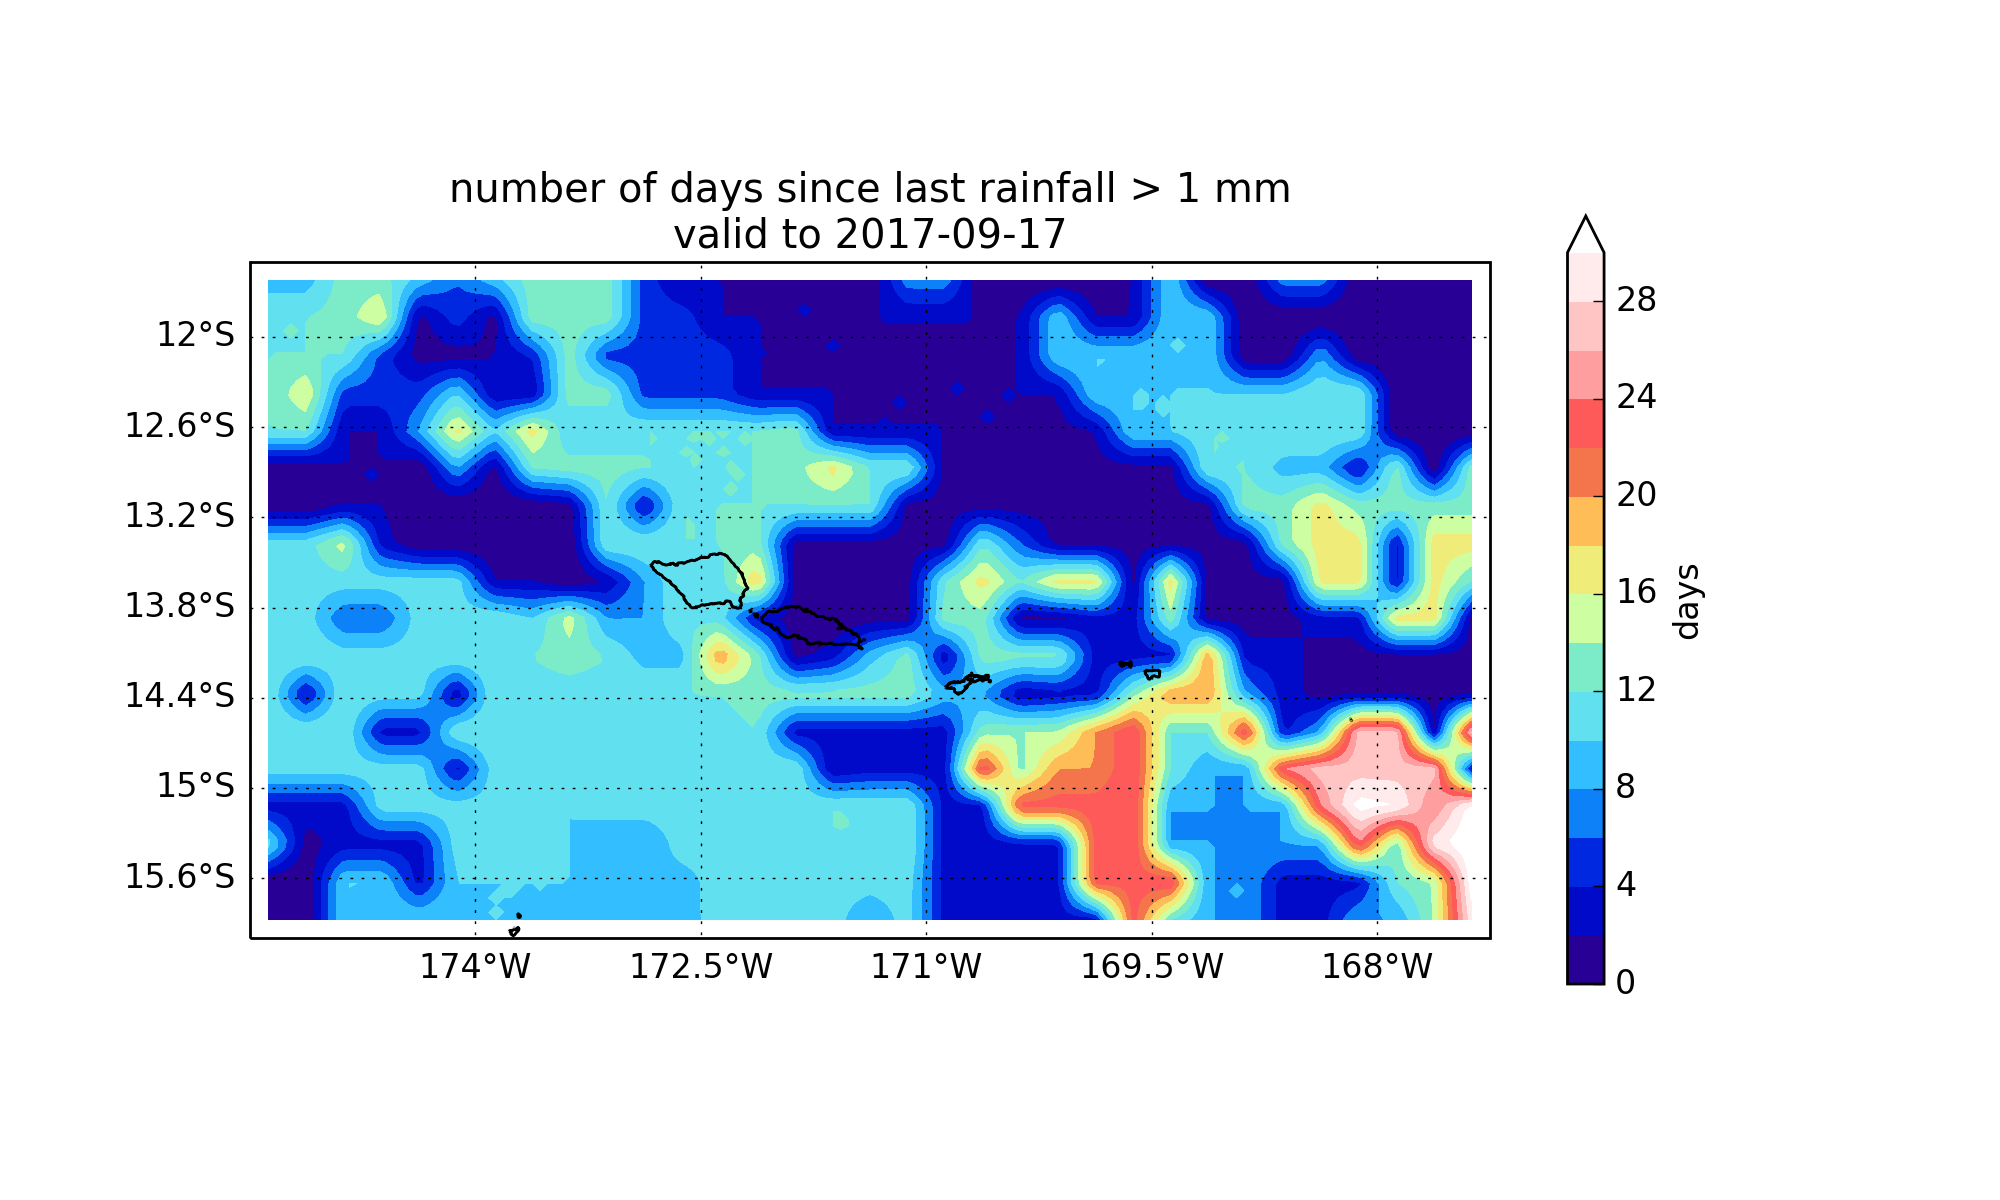 number of days since last rainfall > 1 mm
valid to 2017-09-17
12°S
12.6°S
13.2°S
13.8°S
14.4°S
15°S
15.6°S
174°W
172.5°W
171°W
169.5°W
168°W
28
24
20
16
12
8
4
0
days